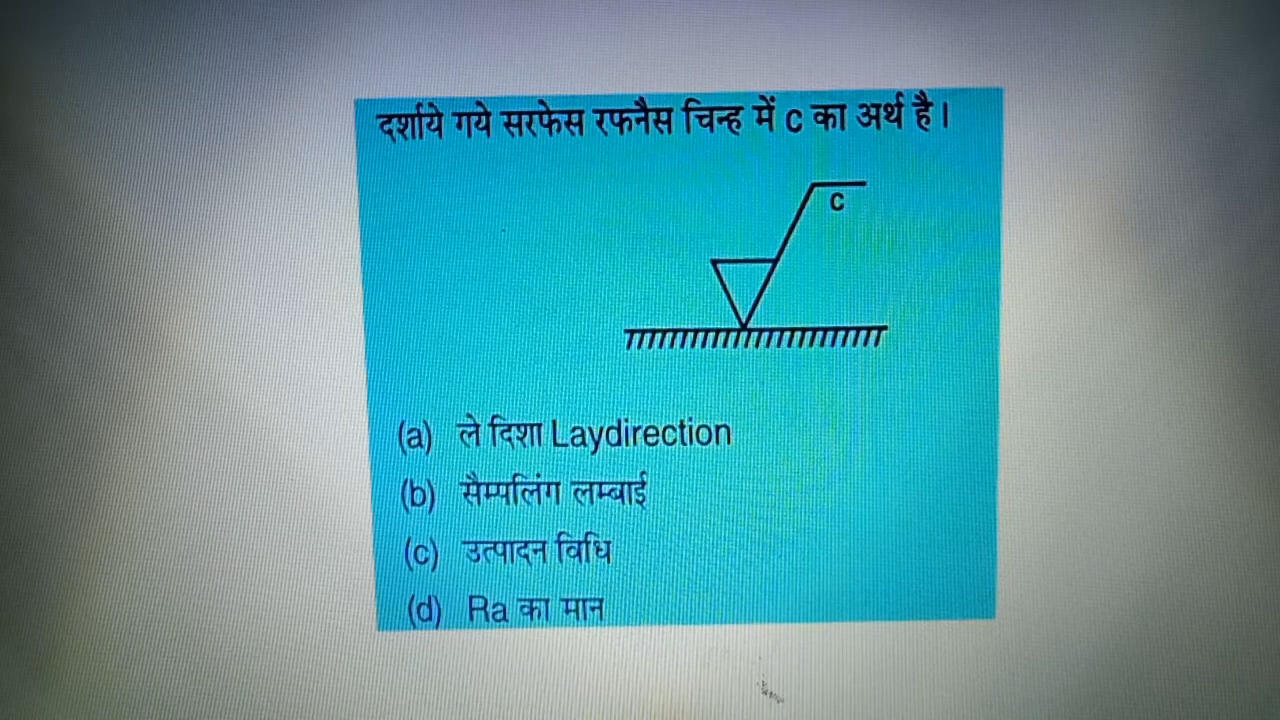 दर्शाये गये सरफेस रफनैस चिन्ह में C का अर्थ है।
C
(a) ले दिशा Laydirection
(b) सैम्पलिंग लम्बाई
(c) उत्पादन विधि
(d) Ra का मान